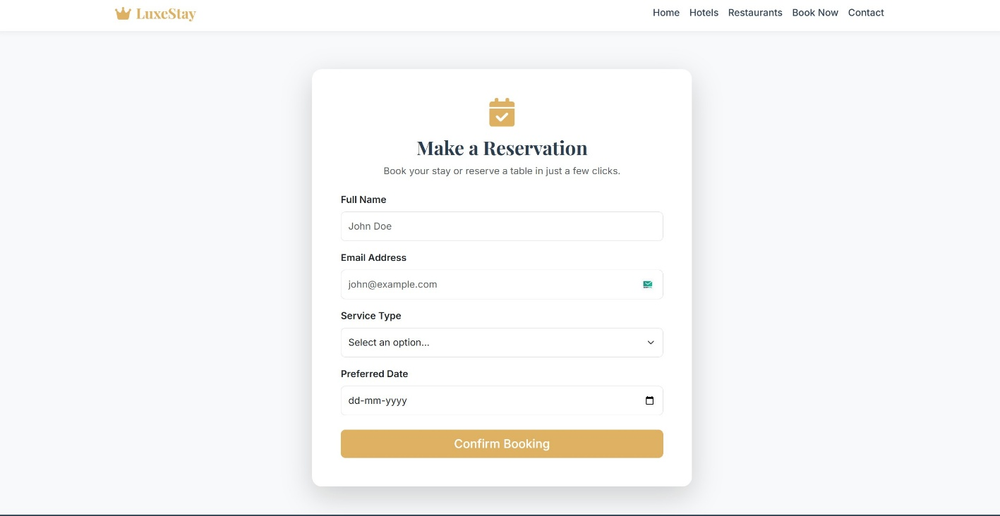 LuxeStay
Home Hotels Restaurants Book Now Contact
Make a Reservation
Book your stay or reserve a table in just a few clicks.
Full Name
John Doe
Email Address
john@example.com
Service Type
Select an option...
Preferred Date
dd-mm-yyyy
Confirm Booking